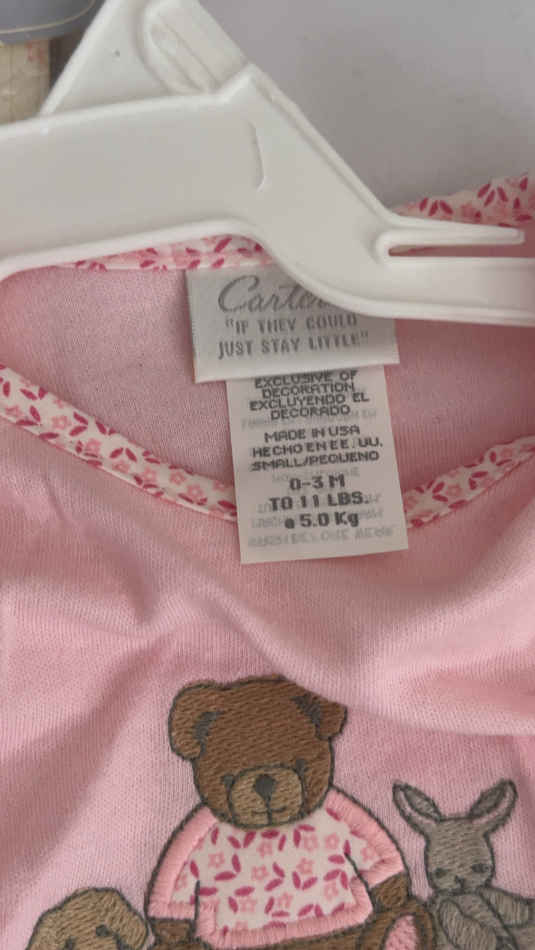 "IF THEY COULD
JUST STAY LITTLE"
EXCLUSIVE OF
DECORATION
EXCLUYENDO EL
DECORADO
MADE IN USA
HECHO EN EE. UU.
SMALL/PEQUENO
0-3 M
TO 11 LBS.
a 5.0 Kg